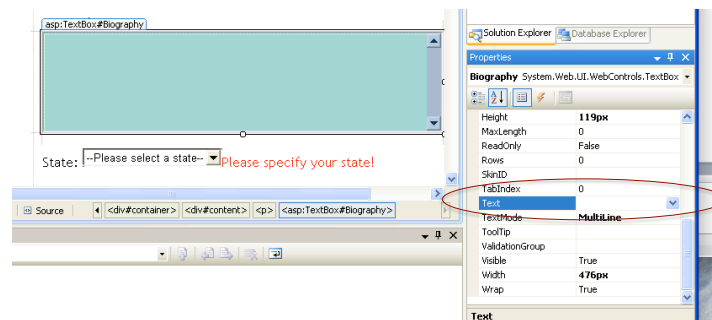 asp:TextBox#Biography
State: --Please select a state-- Please specify your state!
Source <div#container> <div#content> <p> <asp:TextBox#Biography>
Solution Explorer Database Explorer
Properties
Biography System.Web.UI.WebControls.TextBox
Height 119px
MaxLength 0
ReadOnly False
Rows 0
SkinID
TabIndex 0
Text
TextMode MultiLine
ToolTip
ValidationGroup
Visible True
Width 476px
Wrap True
Text